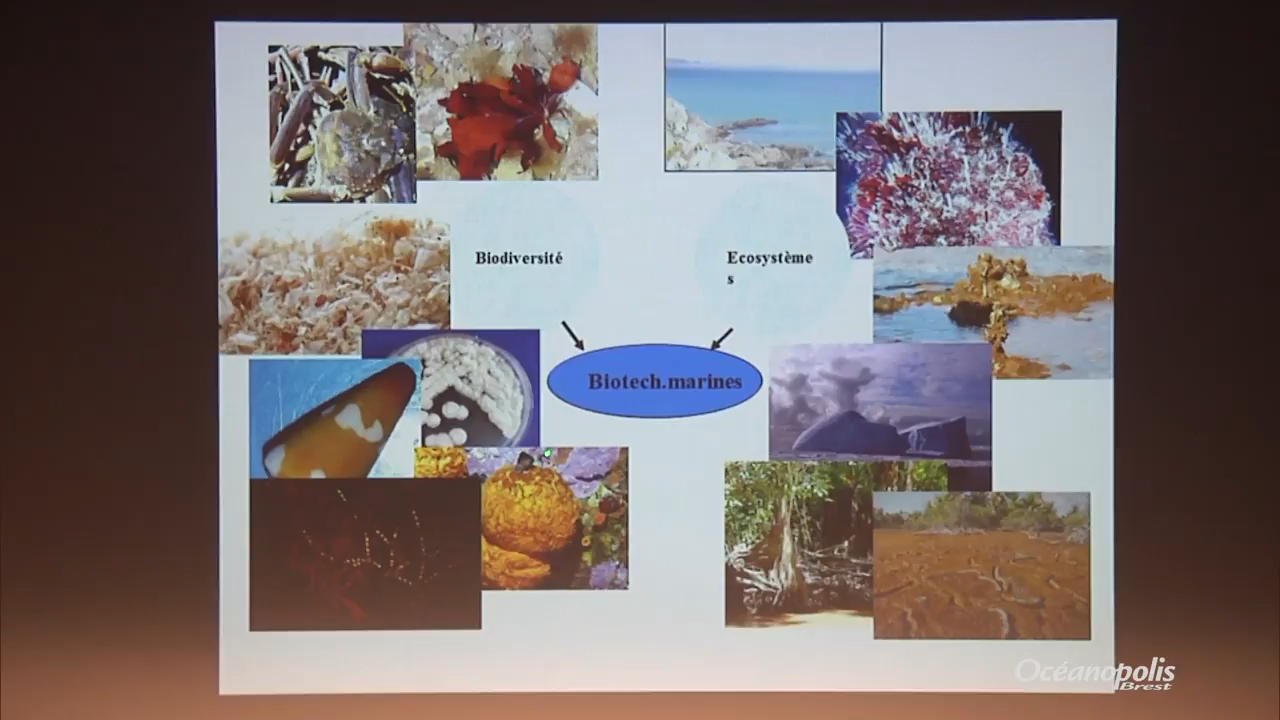 Biodiversité
Ecosystème
s
Biotech.marines
Océanopolis
Brest